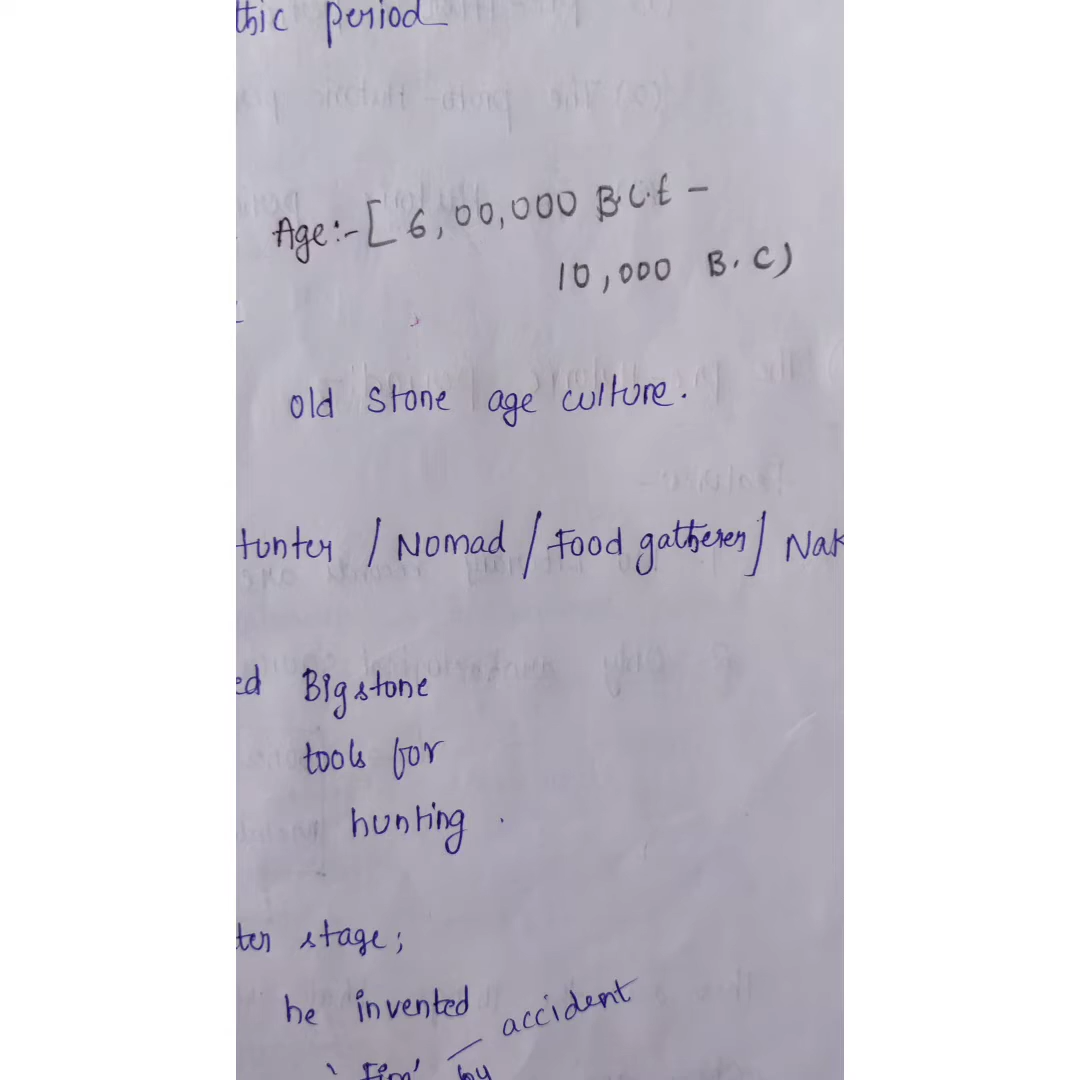 thic period
Age:- [ 6,00,000 B.C.E -
10,000 B.C)
old stone age culture.
Hunter / Nomad / Food gatherer / Nak
ed Big stone
tools for
hunting .
ter stage;
he invented
accident
by